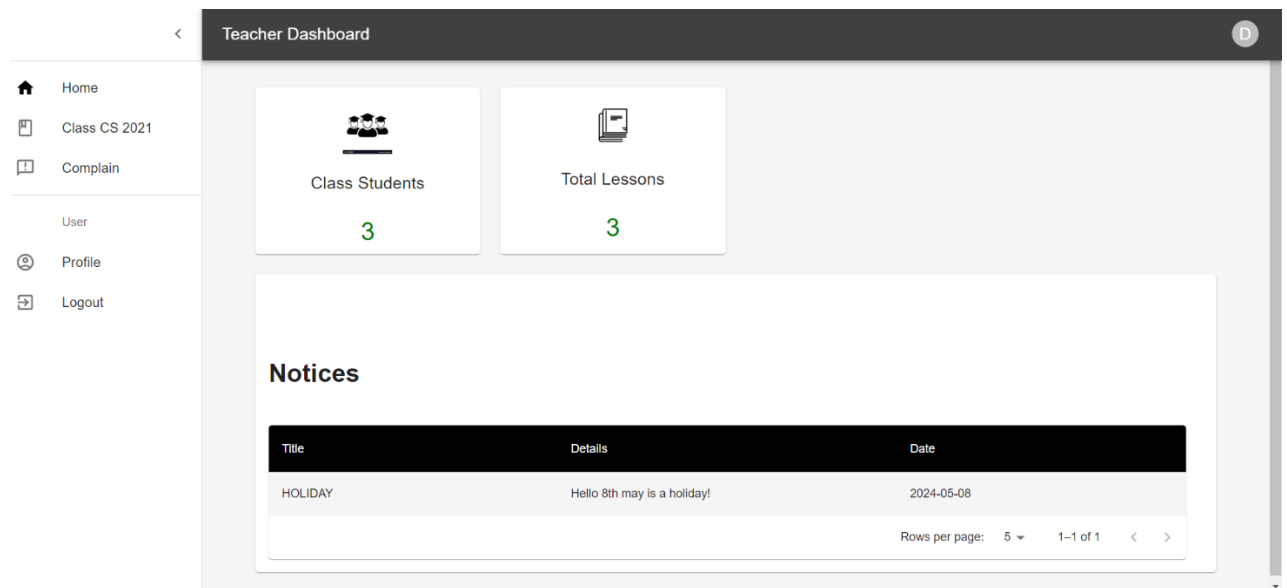 Teacher Dashboard
D
Home
Class CS 2021
Complain
User
Profile
Logout
Class Students
3
Total Lessons
3
Notices
Title Details Date
HOLIDAY Hello 8th may is a holiday! 2024-05-08
Rows per page: 5 1–1 of 1